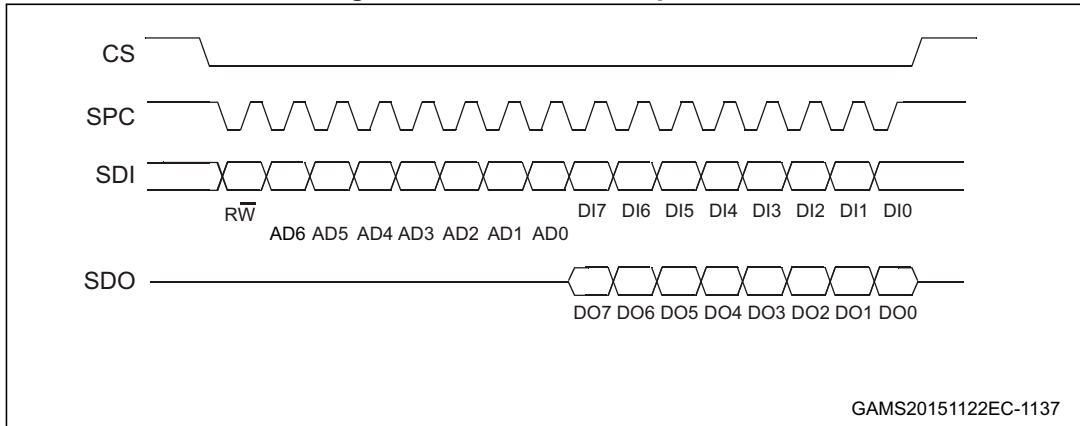 CS
SPC
SDI
RW̅
DI7 DI6 DI5 DI4 DI3 DI2 DI1 DI0
AD6 AD5 AD4 AD3 AD2 AD1 AD0
SDO
DO7 DO6 DO5 DO4 DO3 DO2 DO1 DO0
GAMS20151122EC-1137